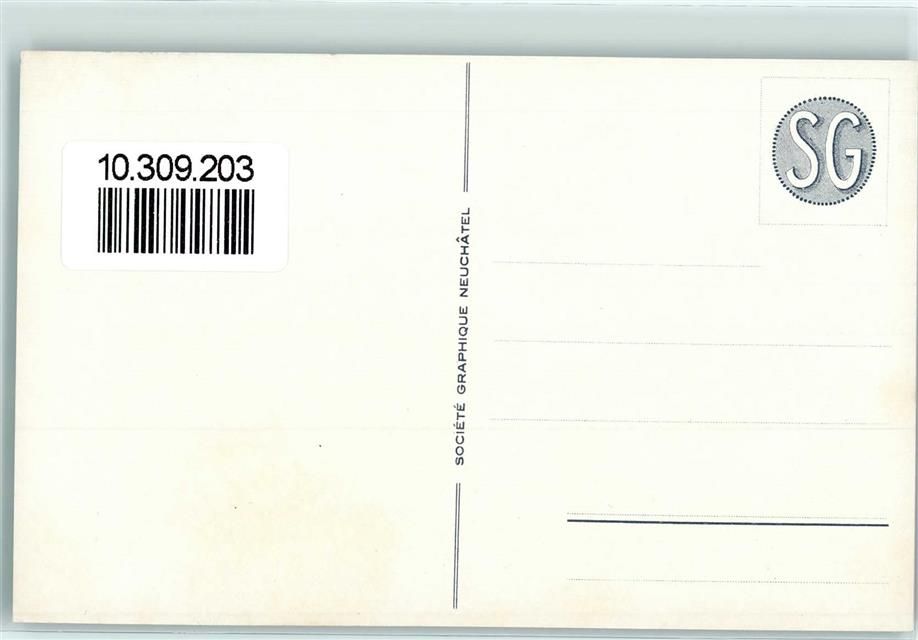 10.309.203
SOCIÉTÉ GRAPHIQUE NEUCHÂTEL
SG